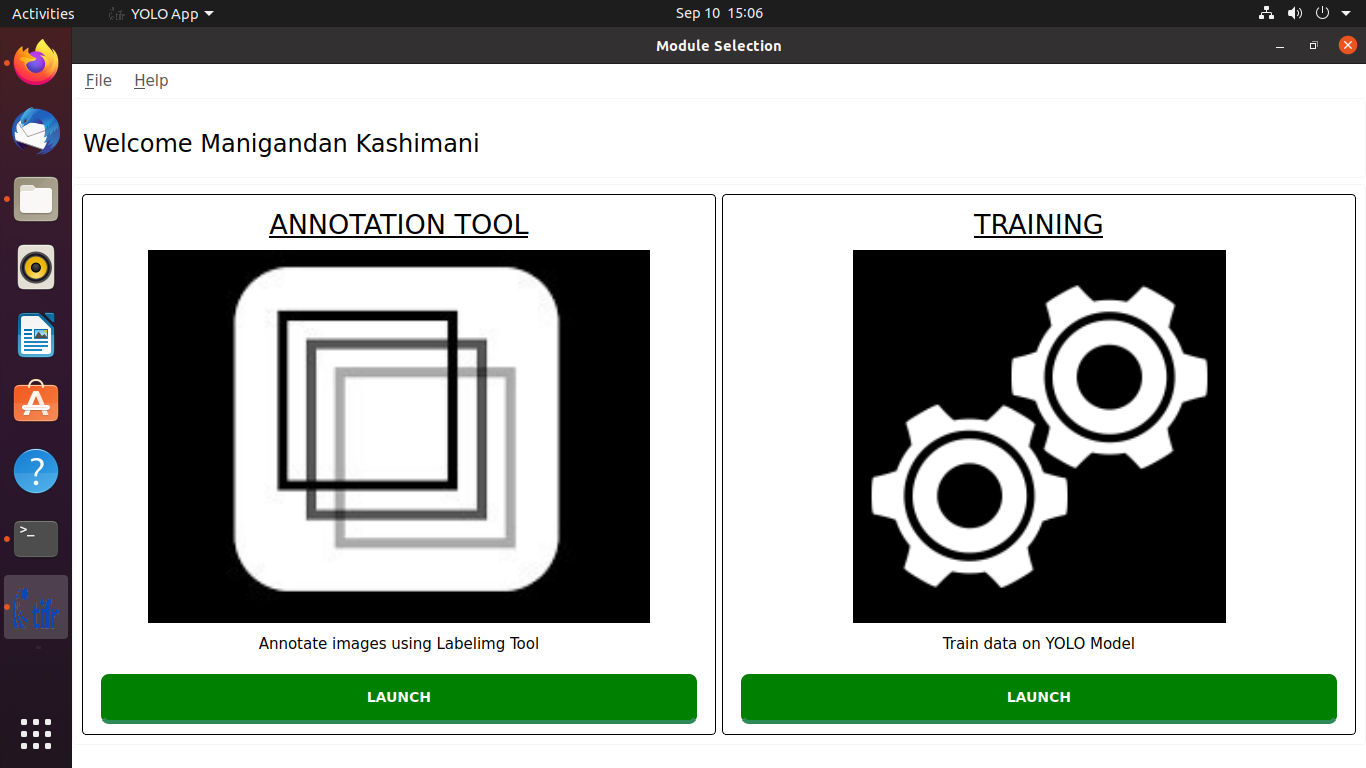 Activities YOLO App Sep 10 15:06
Module Selection
File Help
Welcome Manigandan Kashimani
ANNOTATION TOOL
Annotate images using Labelimg Tool
LAUNCH
TRAINING
Train data on YOLO Model
LAUNCH